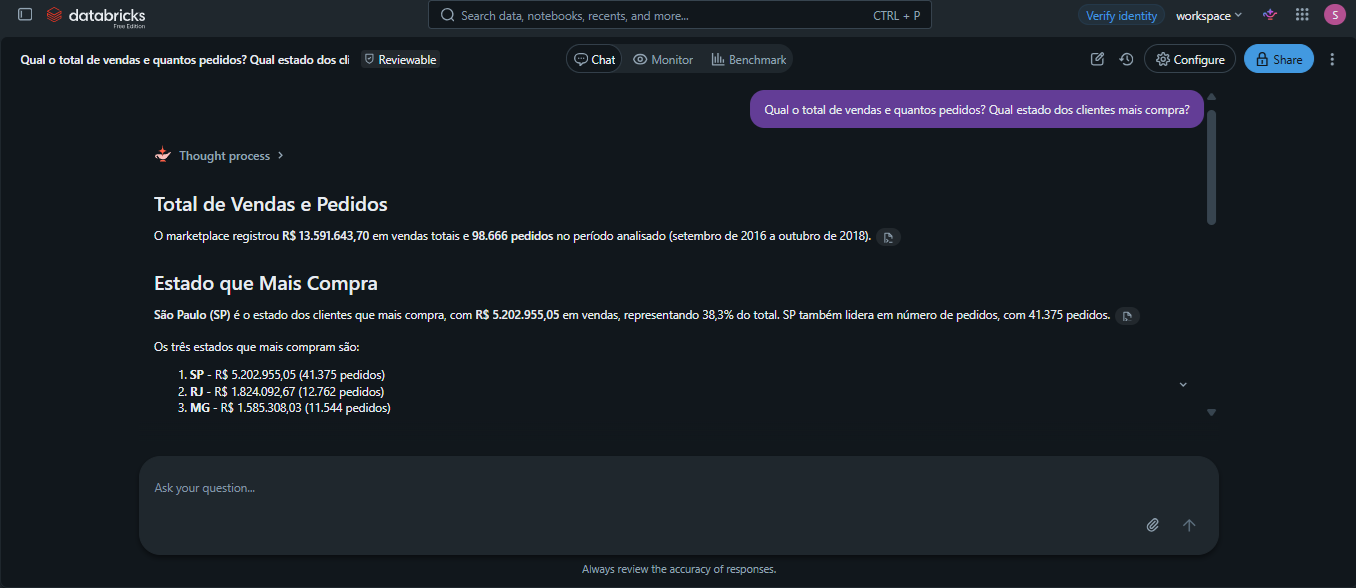 databricks
Free Edition
Search data, notebooks, recents, and more...
CTRL + P
Verify identity
workspace
S
Qual o total de vendas e quantos pedidos? Qual estado dos cli
Reviewable
Chat
Monitor
Benchmark
Configure
Share
Qual o total de vendas e quantos pedidos? Qual estado dos clientes mais compra?
Thought process
Total de Vendas e Pedidos
O marketplace registrou R$ 13.591.643,70 em vendas totais e 98.666 pedidos no período analisado (setembro de 2016 a outubro de 2018).
Estado que Mais Compra
São Paulo (SP) é o estado dos clientes que mais compra, com R$ 5.202.955,05 em vendas, representando 38,3% do total. SP também lidera em número de pedidos, com 41.375 pedidos.
Os três estados que mais compram são:
1. SP - R$ 5.202.955,05 (41.375 pedidos)
2. RJ - R$ 1.824.092,67 (12.762 pedidos)
3. MG - R$ 1.585.308,03 (11.544 pedidos)
Ask your question...
Always review the accuracy of responses.